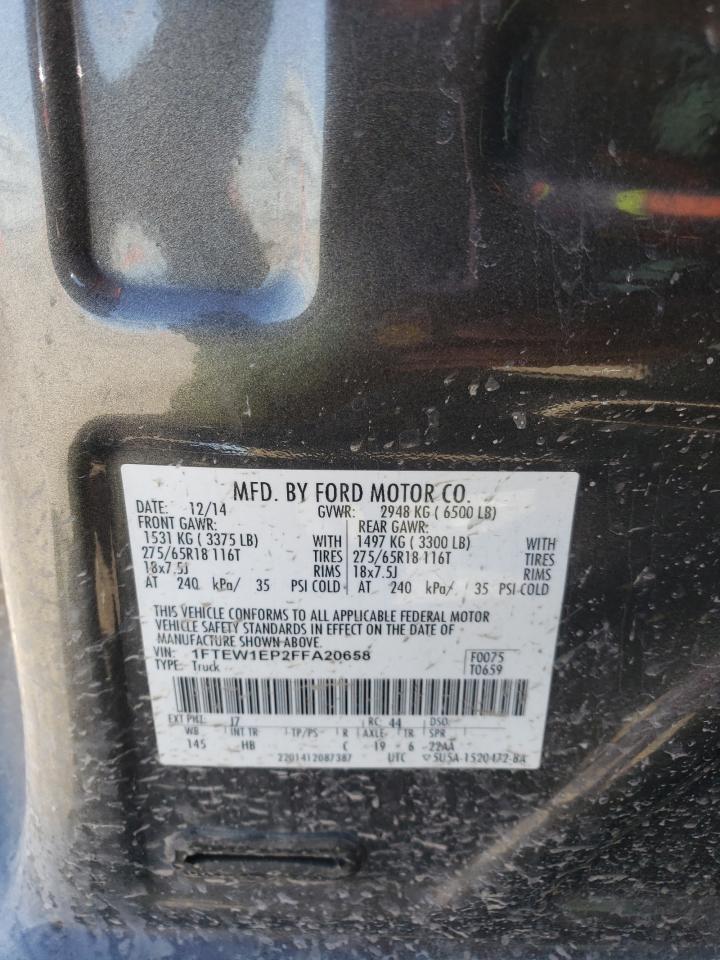 MFD. BY FORD MOTOR CO.
DATE: 12/14 GVWR: 2948 KG ( 6500 LB)
FRONT GAWR: REAR GAWR:
1531 KG ( 3375 LB) WITH 1497 KG ( 3300 LB) WITH
275/65R18 116T TIRES 275/65R18 116T TIRES
18x7.5J RIMS 18x7.5J RIMS
AT 240 kPa/ 35 PSI COLD AT 240 kPa/ 35 PSI COLD
THIS VEHICLE CONFORMS TO ALL APPLICABLE FEDERAL MOTOR
VEHICLE SAFETY STANDARDS IN EFFECT ON THE DATE OF
MANUFACTURE SHOWN ABOVE.
VIN: 1FTEW1EP2FFA20658 F0075
TYPE: Truck T0659
EXT PNT: J7 RC: 44 DSO:
WB INT TR TP/PS R AXLE TR SPR
145 HB C 19 6 22AA
2201412087387 UTC ▽5U5A-1520472-BA